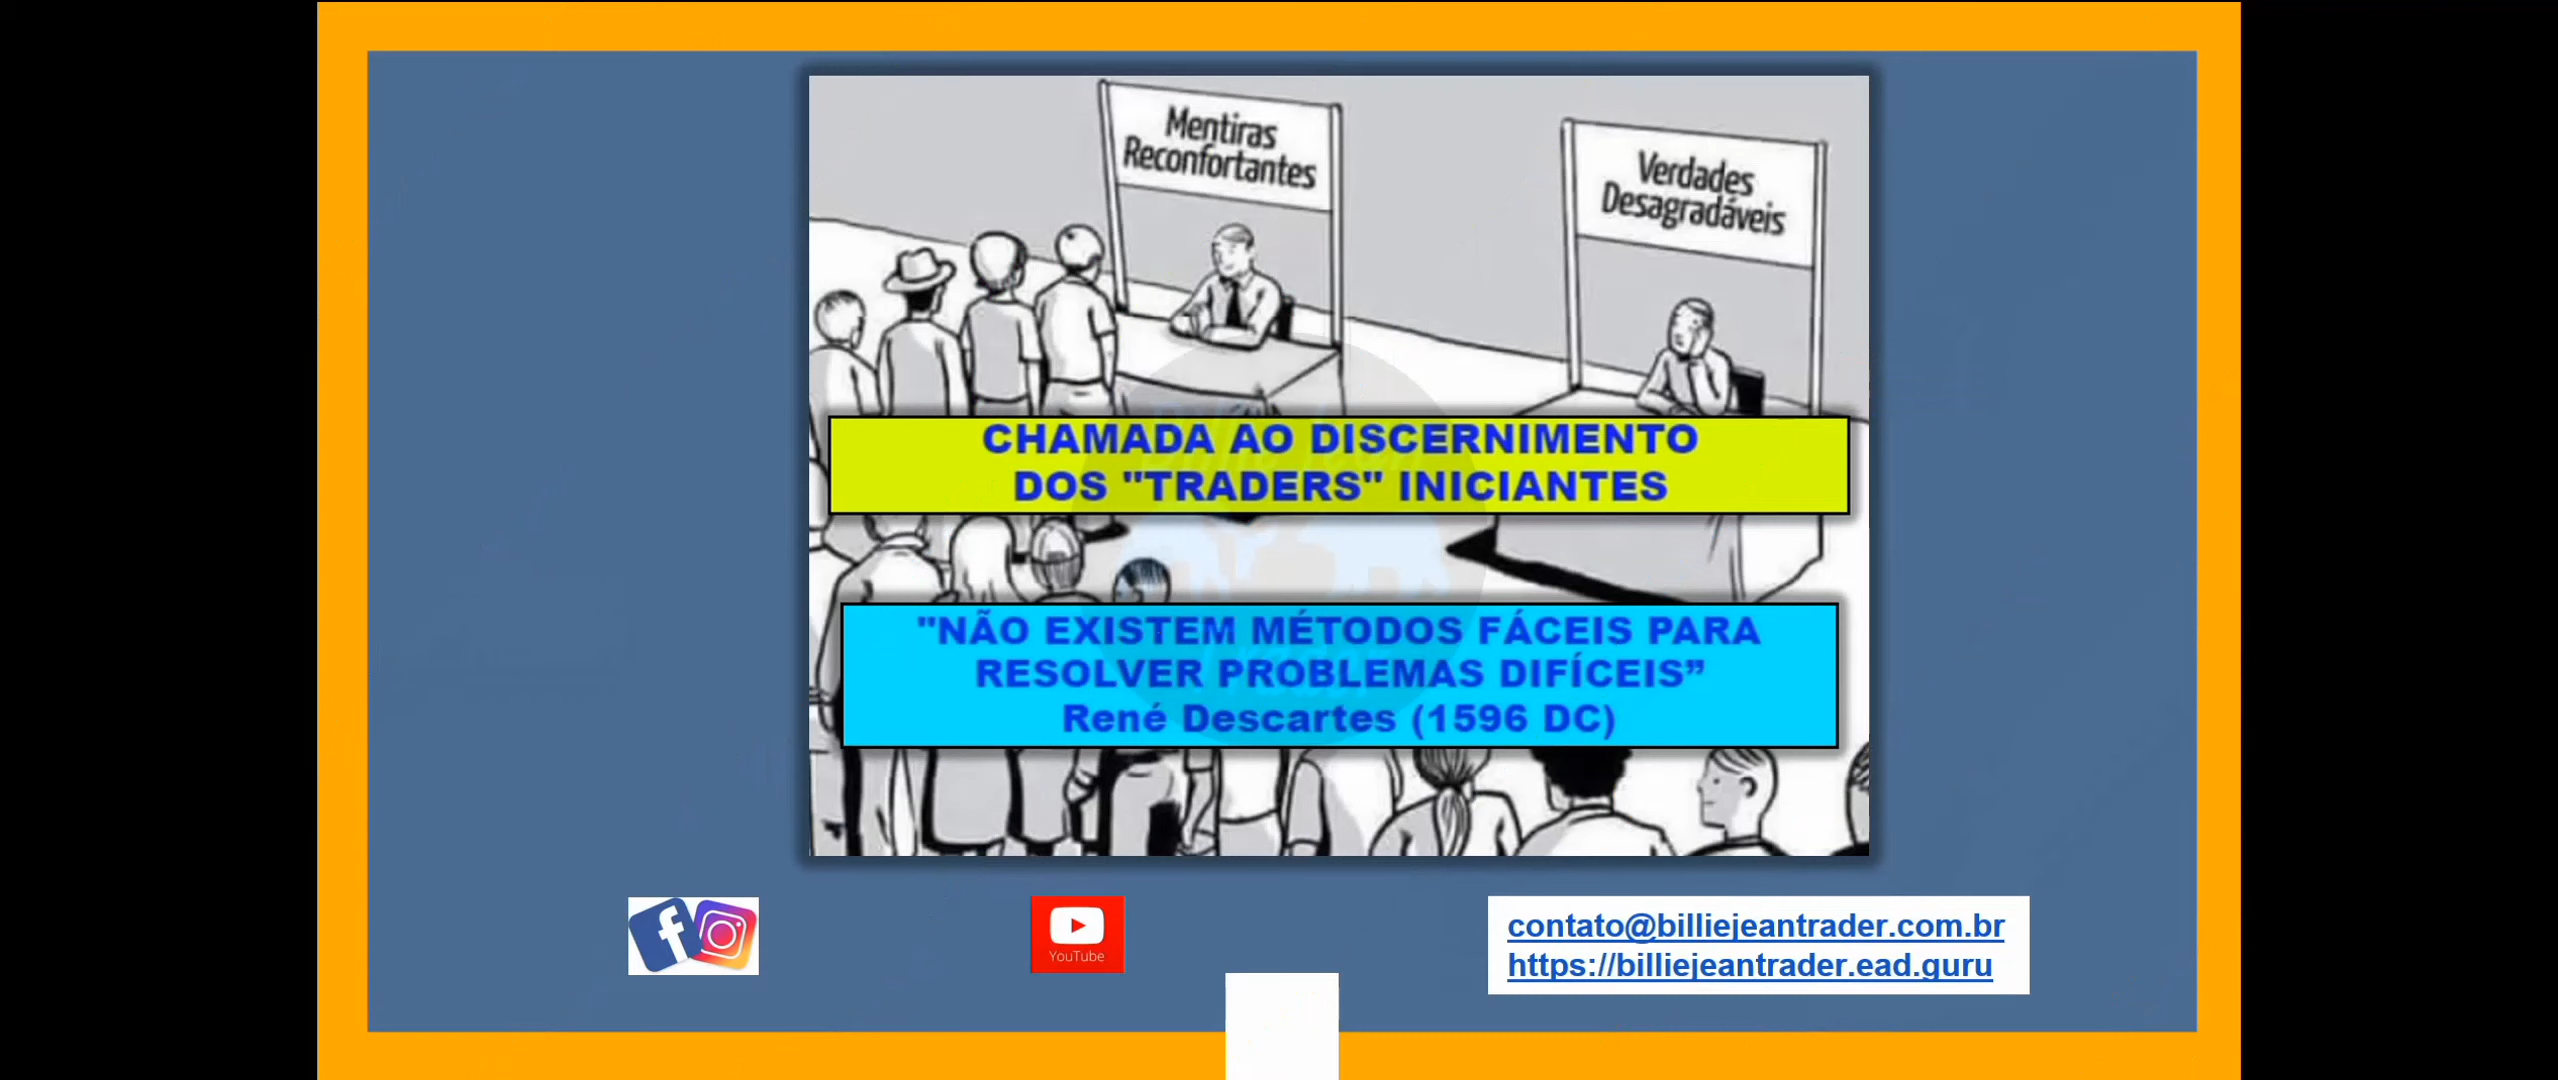 Mentiras
Reconfortantes
Verdades
Desagradáveis
CHAMADA AO DISCERNIMENTO
DOS "TRADERS" INICIANTES
"NÃO EXISTEM MÉTODOS FÁCEIS PARA
RESOLVER PROBLEMAS DIFÍCEIS”
René Descartes (1596 DC)
YouTube
contato@billiejeantrader.com.br
https://billiejeantrader.ead.guru